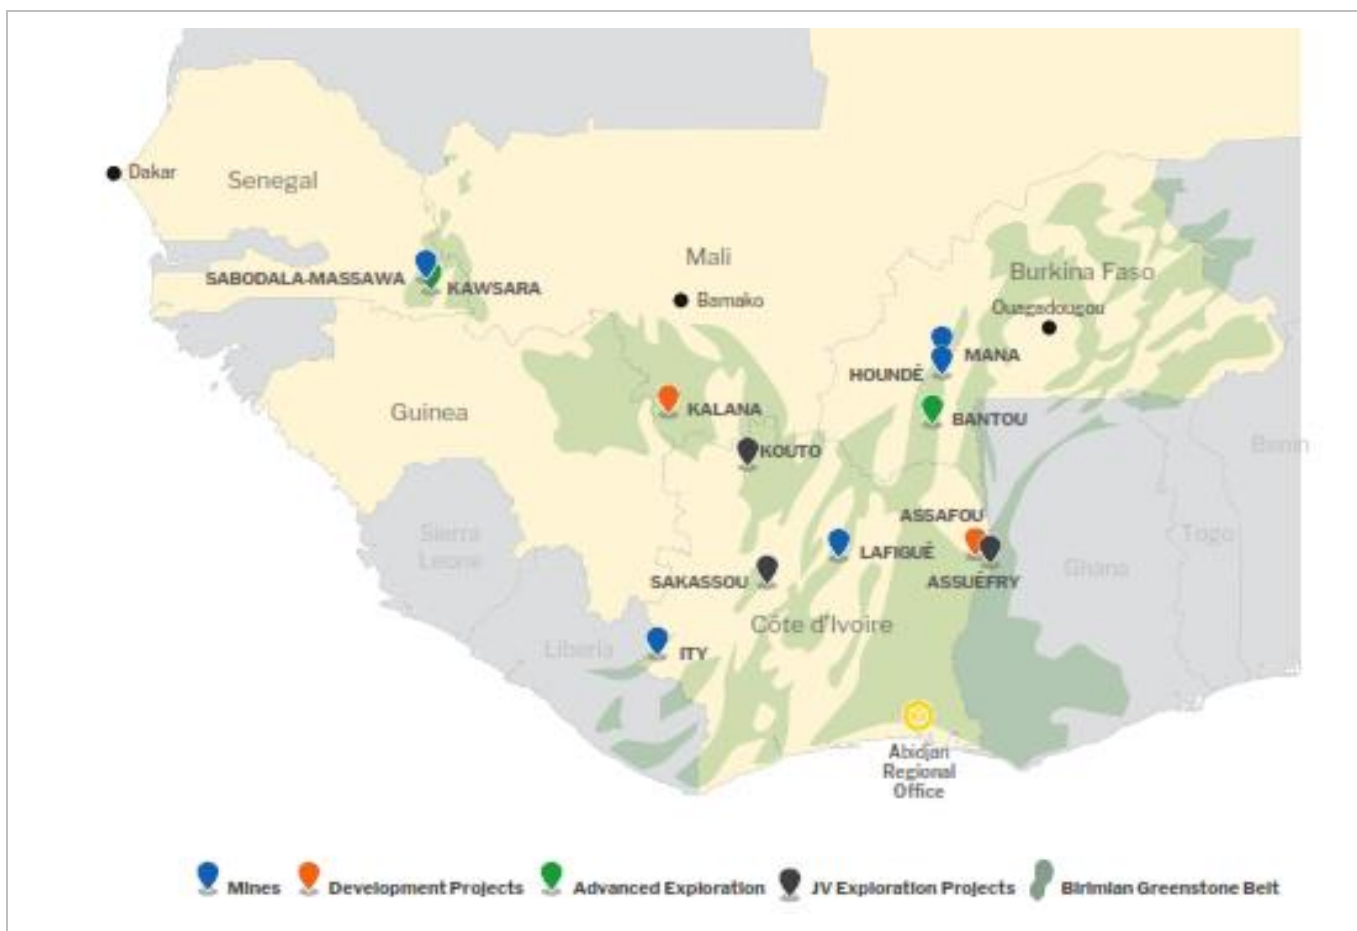 Dakar
Senegal
Mali
SABODALA-MASSAWA
KAWSARA
Bamako
Burkina Faso
Ouagadougou
MANA
HOUNDÉ
KALANA
Guinea
BANTOU
KOUTO
Benin
ASSAFOU
Sierra
Leone
LAFIGUÉ
Togo
Ghana
SAKASSOU
ASSUÉFRY
Côte d'Ivoire
Liberia
ITY
Abidjan
Regional
Office
Mines
Development Projects
Advanced Exploration
JV Exploration Projects
Birimian Greenstone Belt